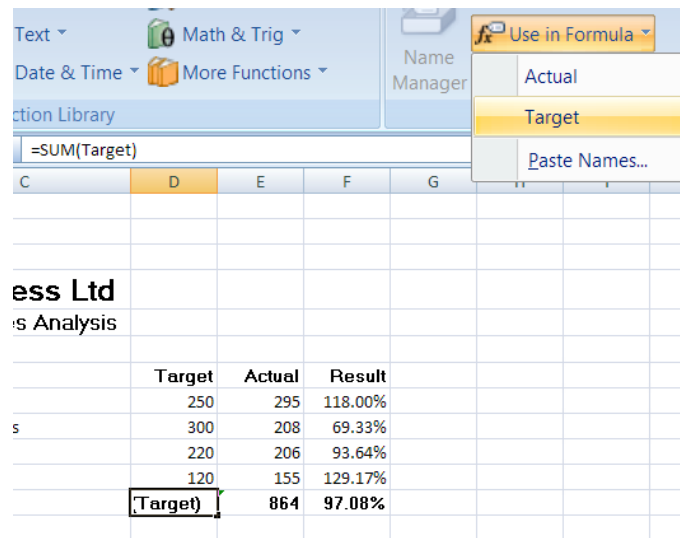 Text
Math & Trig
Use in Formula
Date & Time
More Functions
Name
Manager
Actual
ction Library
Target
=SUM(Target)
Paste Names...
C D E F G
ess Ltd
s Analysis
Target Actual Result
250 295 118.00%
s 300 208 69.33%
220 206 93.64%
120 155 129.17%
(Target) 864 97.08%